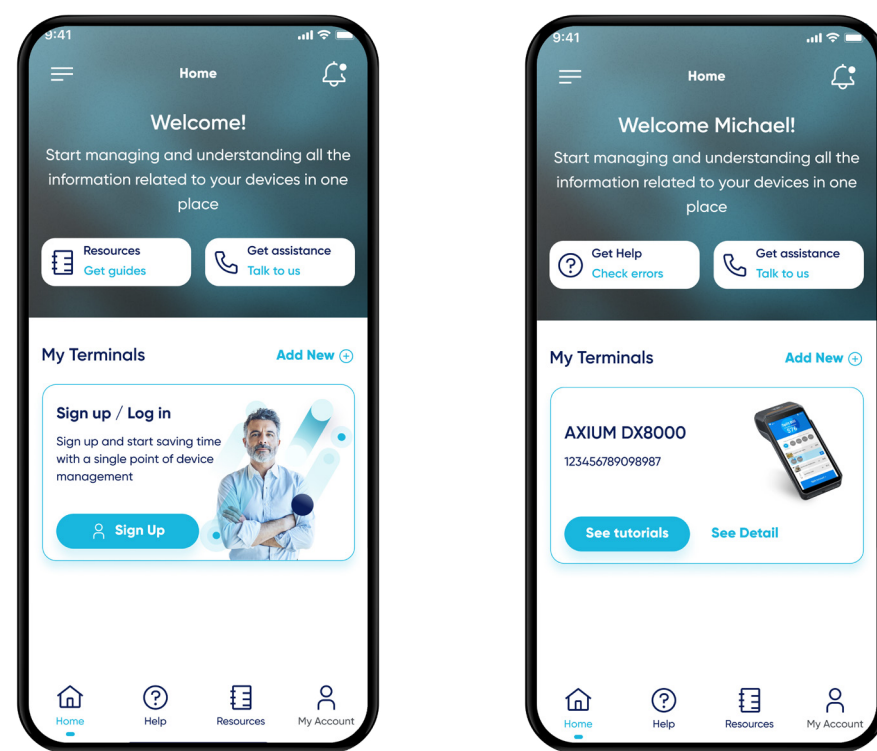 9:41
Home
Welcome!
Start managing and understanding all the
information related to your devices in one
place
Resources
Get guides
Get assistance
Talk to us
My Terminals
Add New
Sign up / Log in
Sign up and start saving time
with a single point of device
management
Sign Up
Home
Help
Resources
My Account
9:41
Home
Welcome Michael!
Start managing and understanding all the
information related to your devices in one
place
Get Help
Check errors
Get assistance
Talk to us
My Terminals
Add New
AXIUM DX8000
123456789098987
See tutorials
See Detail
Home
Help
Resources
My Account